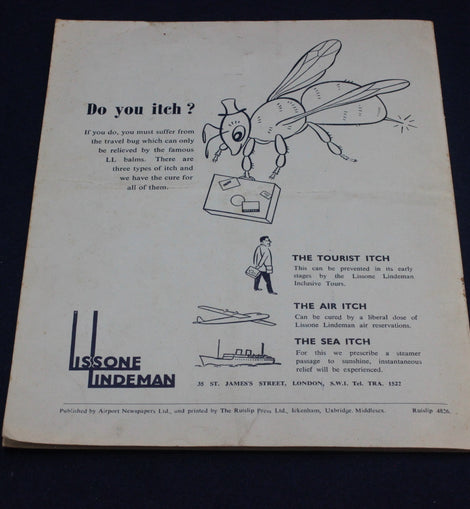 Do you itch ?
If you do, you must suffer from
the travel bug which can only
be relieved by the famous
LL balms. There are
three types of itch and
we have the cure for
all of them.
THE TOURIST ITCH
This can be prevented in its early
stages by the Lissone Lindeman
Inclusive Tours.
THE AIR ITCH
Can be cured by a liberal dose of
Lissone Lindeman air reservations.
THE SEA ITCH
For this we prescribe a steamer
passage to sunshine, instantaneous
relief will be experienced.
LISSONE
LINDEMAN
35 ST. JAMES'S STREET, LONDON, S.W.1. Tel. TRA. 1522
Published by Airport Newspapers Ltd., and printed by The Ruislip Press Ltd., Ickenham, Uxbridge, Middlesex. Ruislip 4826.